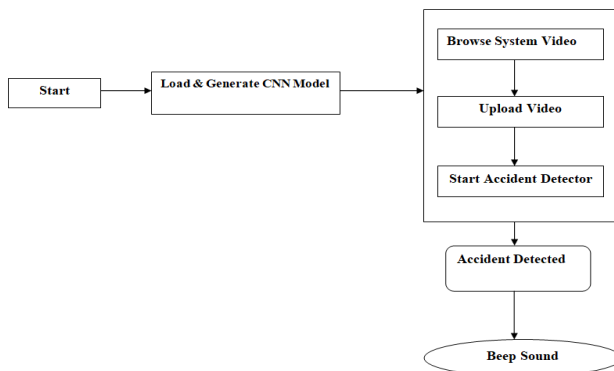 Start
Load & Generate CNN Model
Browse System Video
Upload Video
Start Accident Detector
Accident Detected
Beep Sound